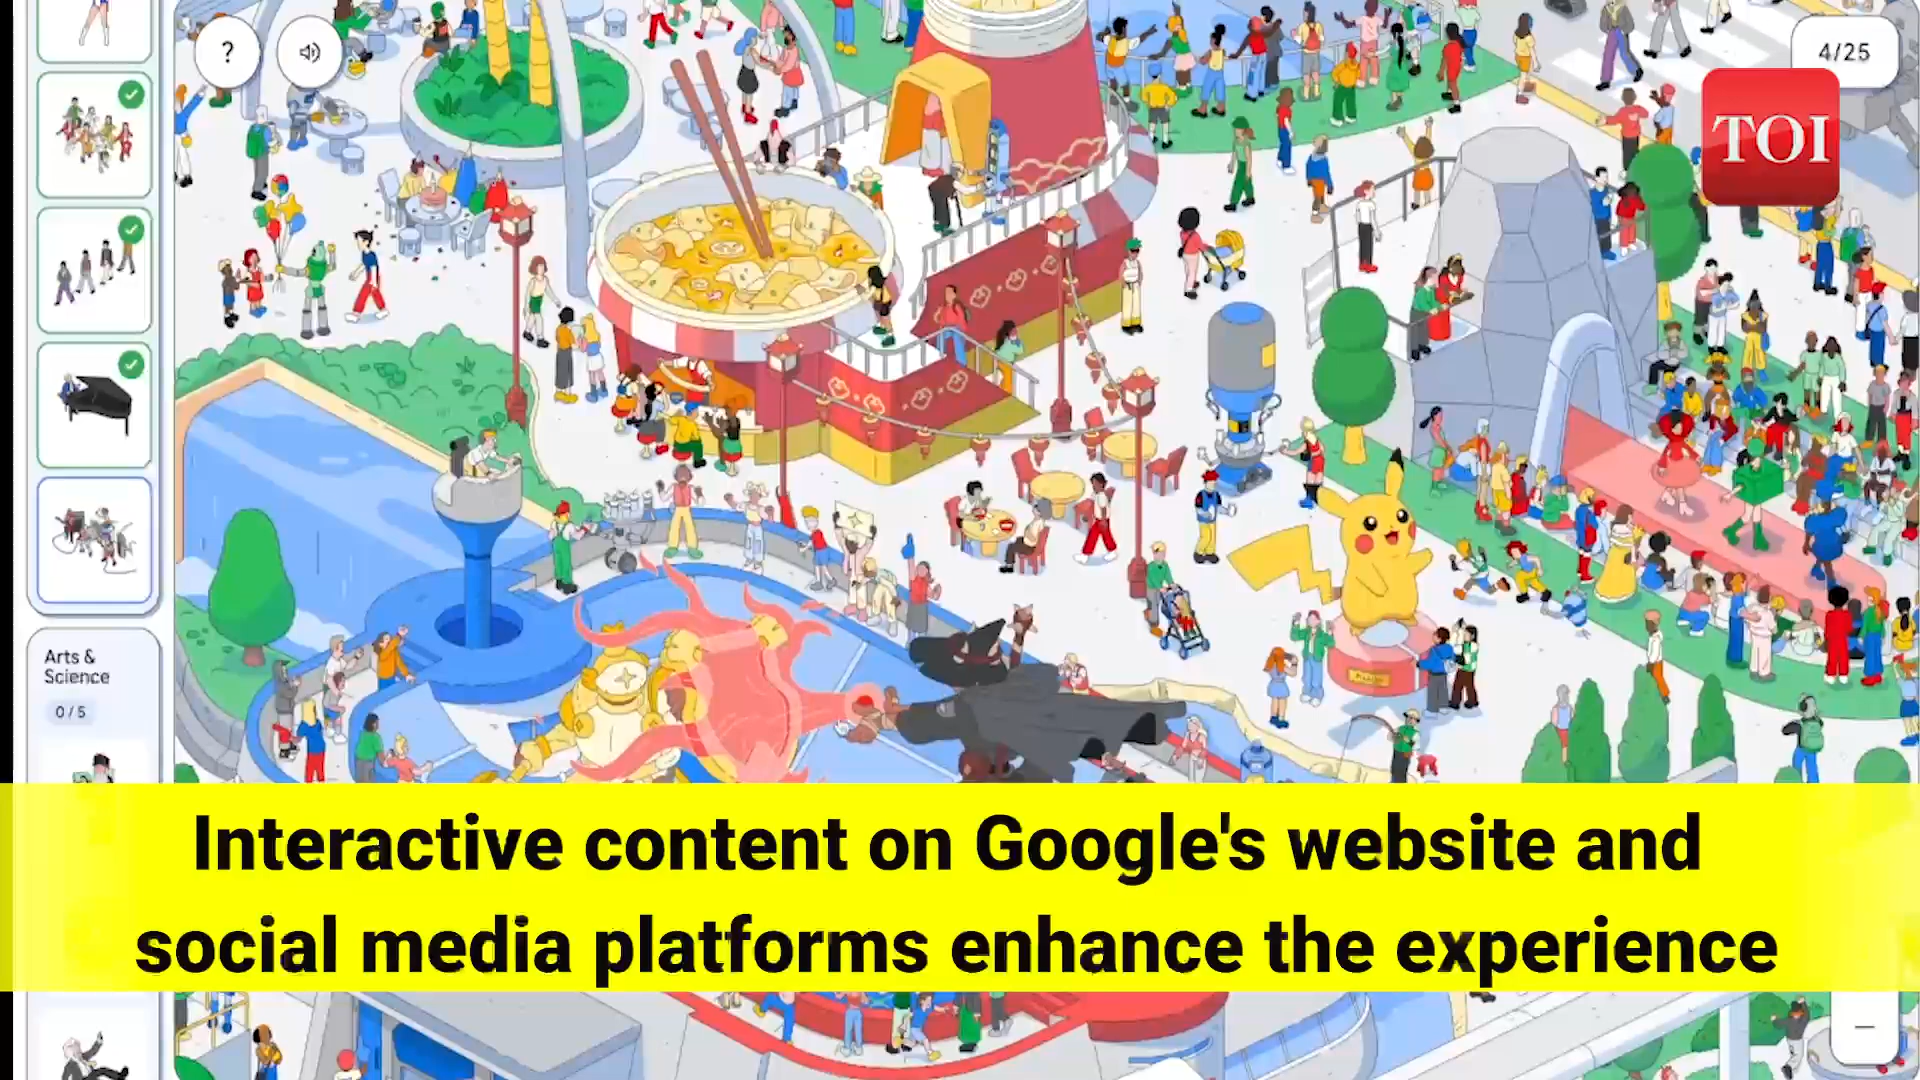 ?
4/25
TOI
Arts &
Science
0/5
Interactive content on Google's website and
social media platforms enhance the experience